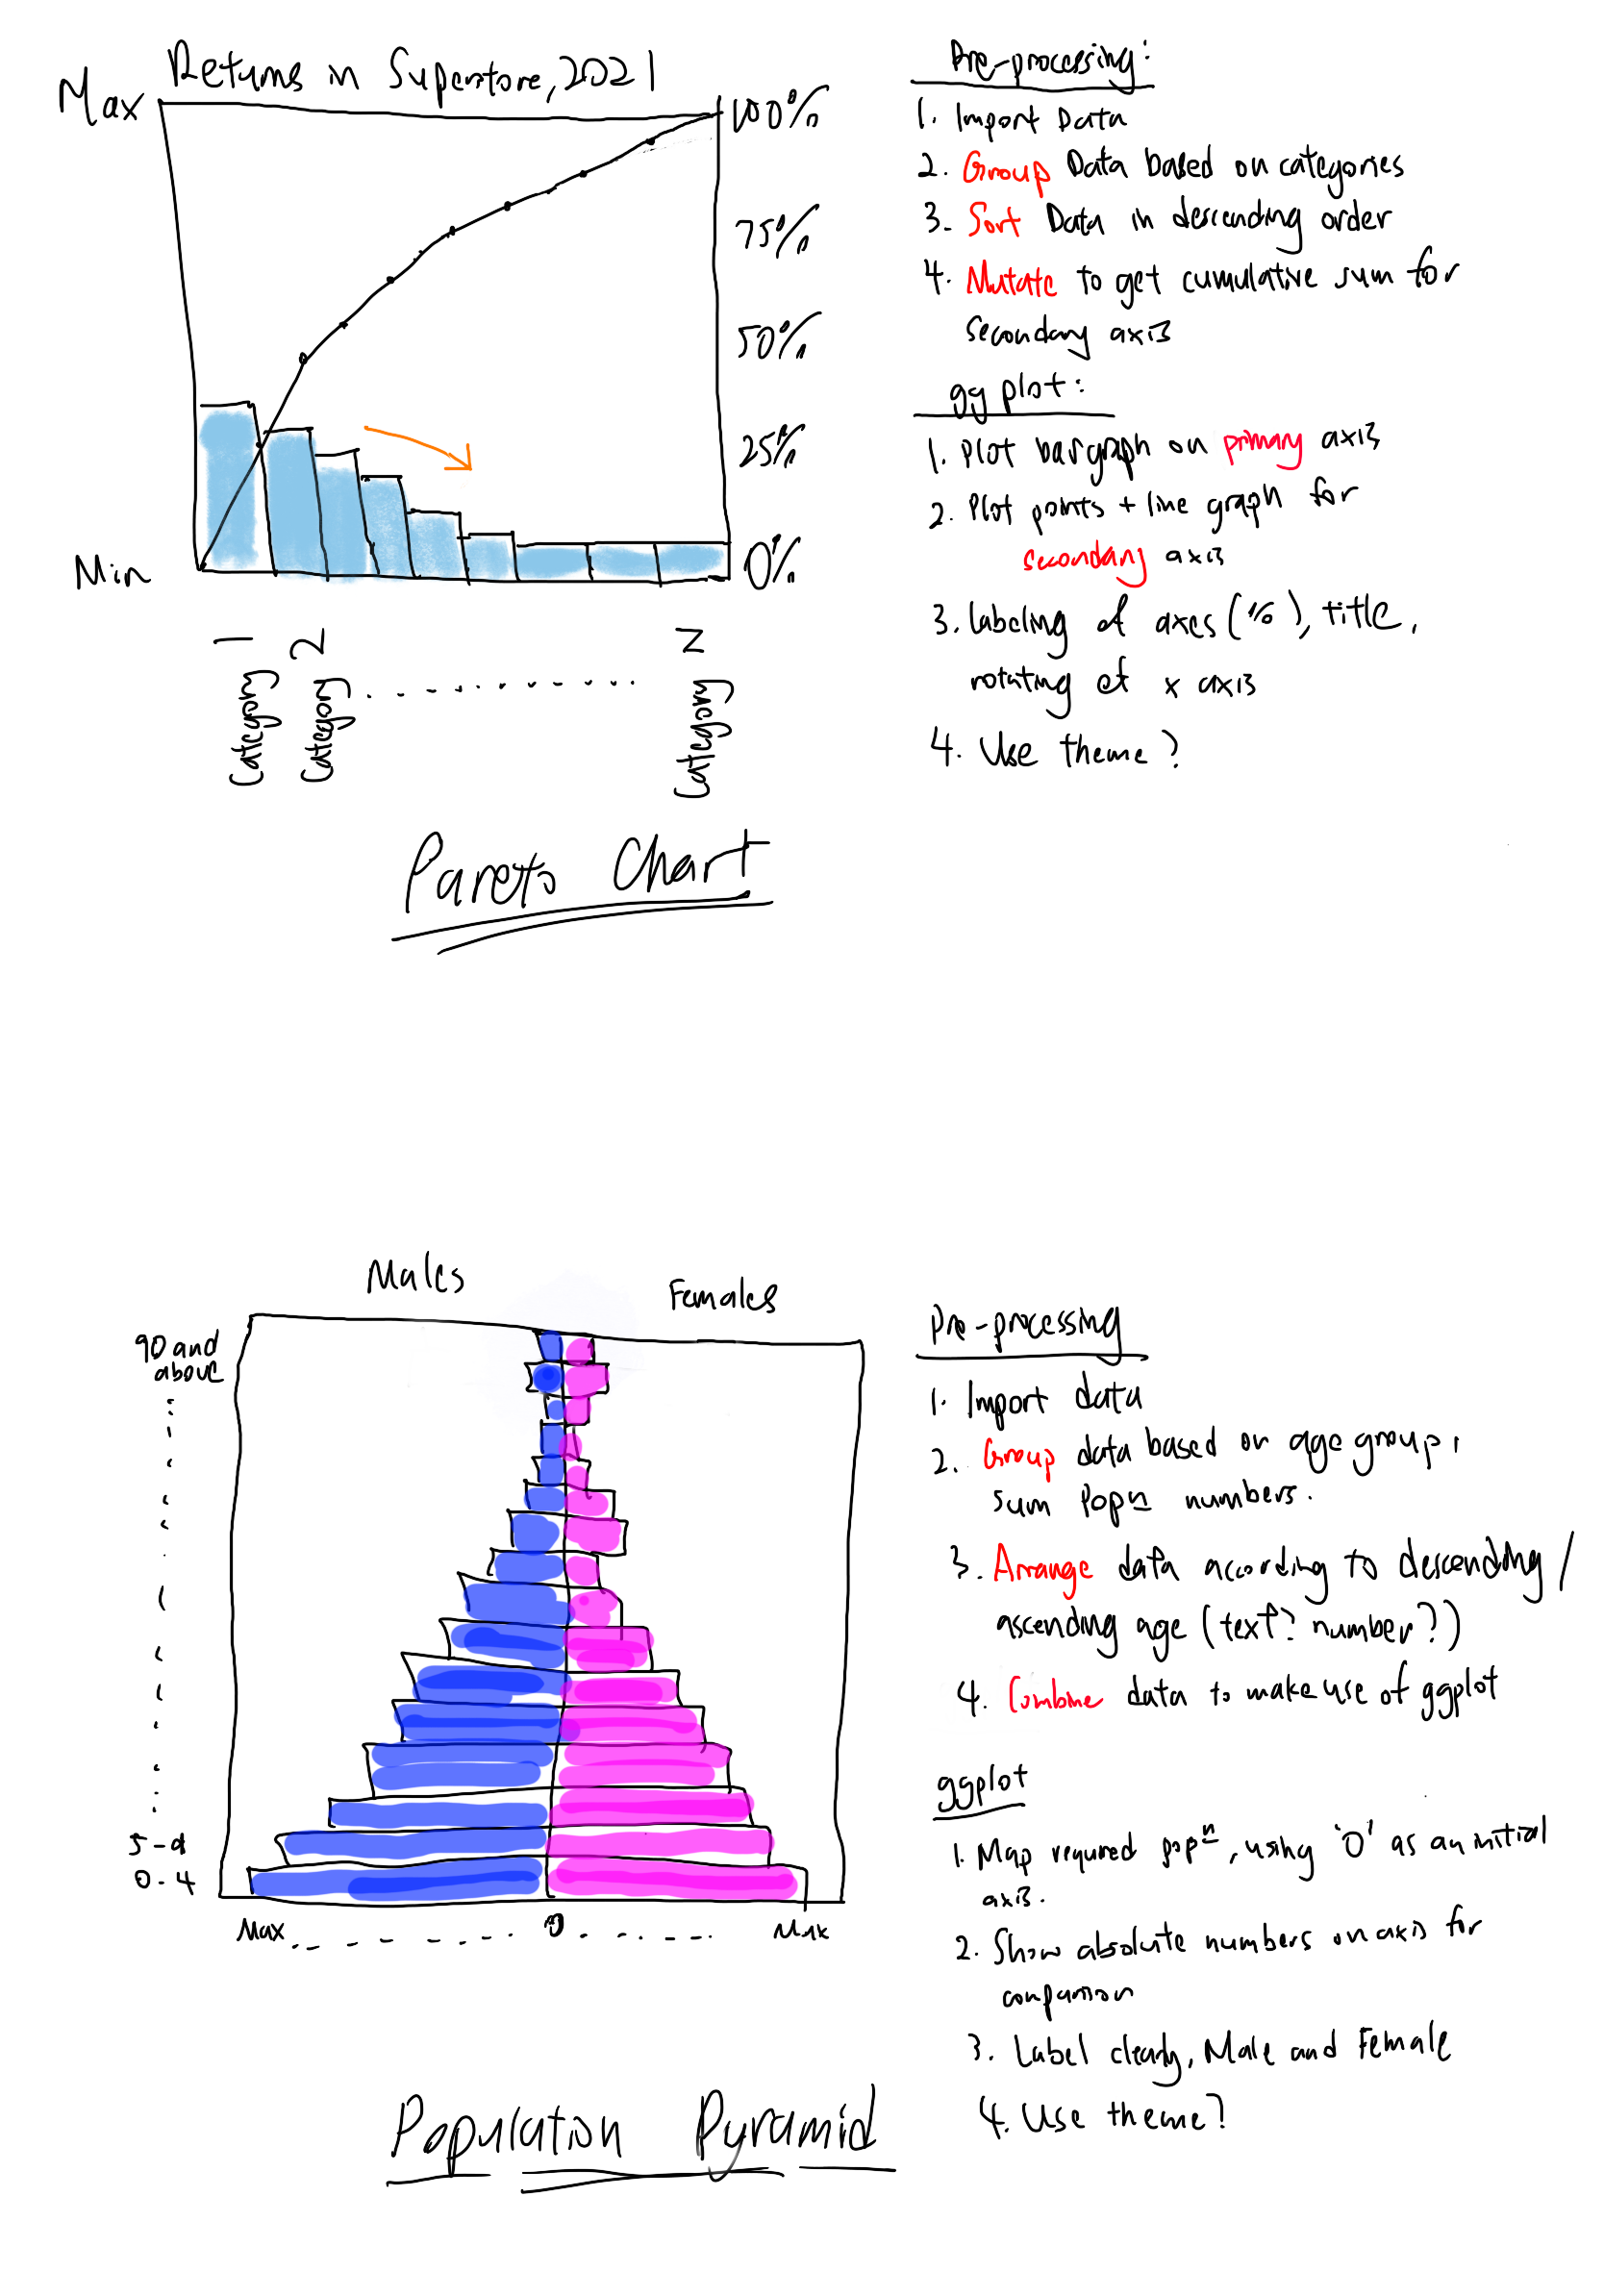 Returns in Superstore, 2021
Max
100%
75%
50%
25%
Min
0%
Category 1
Category 2
Category N
Pareto Chart
Pre-processing:
1. Import Data
2. Group Data based on categories
3. Sort Data in descending order
4. Mutate to get cumulative sum for
secondary axis
ggplot:
1. Plot bar graph on primary axis
2. Plot points + line graph for
secondary axis
3. Labeling of axes (%), title,
rotating of x axis
4. Use theme?
Males
Females
90 and
above
5-9
0-4
Max
0
Max
Population Pyramid
Pre-processing
1. Import data
2. Group data based on age group,
sum popn numbers.
3. Arrange data according to descending/
ascending age (text? number?)
4. Combine data to make use of ggplot
ggplot
1. Map required popn, using '0' as an initial
axis.
2. Show absolute numbers on axis for
comparison
3. Label clearly, Male and Female
4. Use theme?